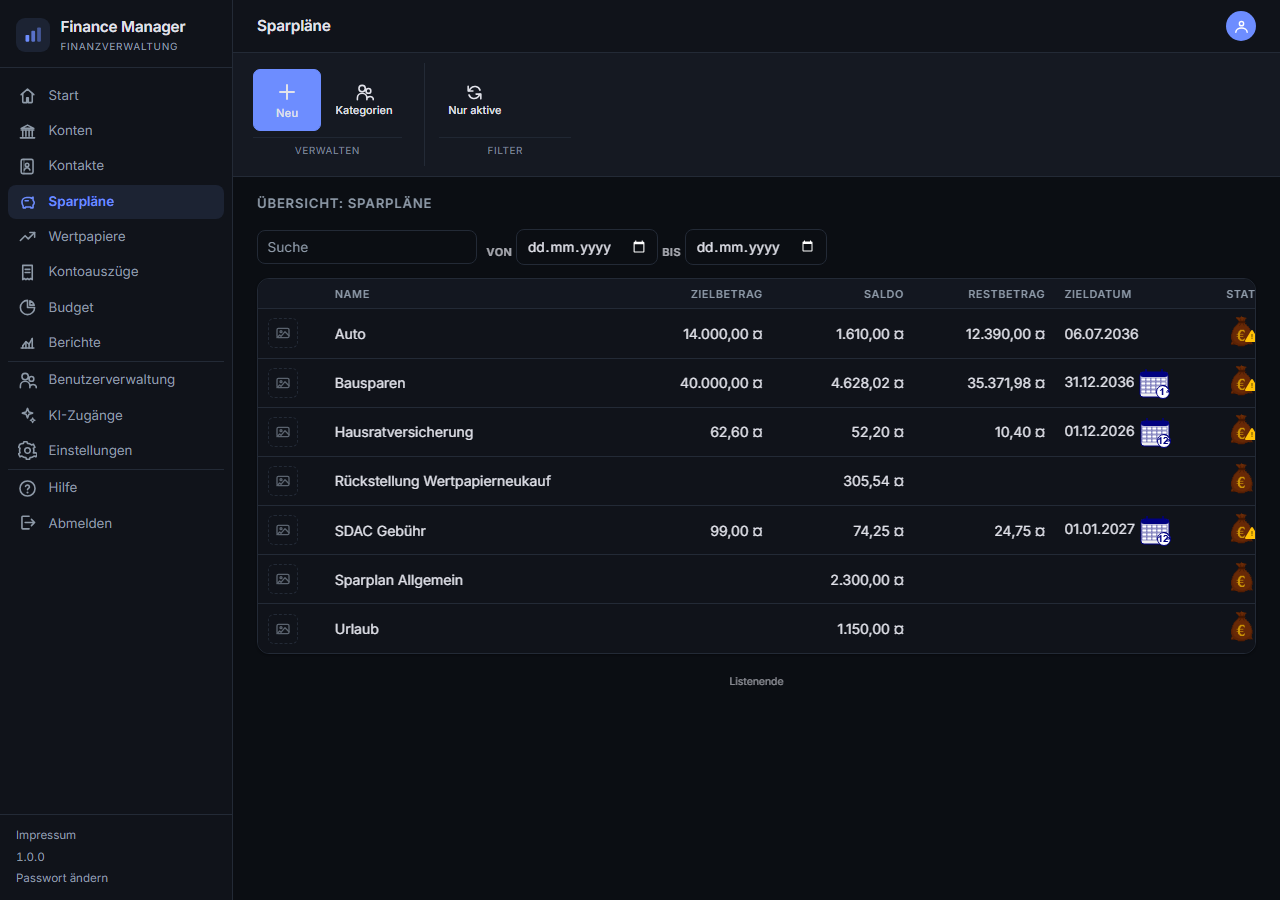 Finance Manager
FINANZVERWALTUNG
Start
Konten
Kontakte
Sparpläne
Wertpapiere
Kontoauszüge
Budget
Berichte
Benutzerverwaltung
KI-Zugänge
Einstellungen
Hilfe
Abmelden
Impressum
1.0.0
Passwort ändern
Sparpläne
Neu
Kategorien
VERWALTEN
Nur aktive
FILTER
ÜBERSICHT: SPARPLÄNE
Suche VON dd.mm.yyyy BIS dd.mm.yyyy
NAME ZIELBETRAG SALDO RESTBETRAG ZIELDATUM STAT
Auto 14.000,00 ¤ 1.610,00 ¤ 12.390,00 ¤ 06.07.2036 €
Bausparen 40.000,00 ¤ 4.628,02 ¤ 35.371,98 ¤ 31.12.2036 1 €
Hausratversicherung 62,60 ¤ 52,20 ¤ 10,40 ¤ 01.12.2026 12 €
Rückstellung Wertpapierneukauf 305,54 ¤ €
SDAC Gebühr 99,00 ¤ 74,25 ¤ 24,75 ¤ 01.01.2027 12 €
Sparplan Allgemein 2.300,00 ¤ €
Urlaub 1.150,00 ¤ €
Listenende